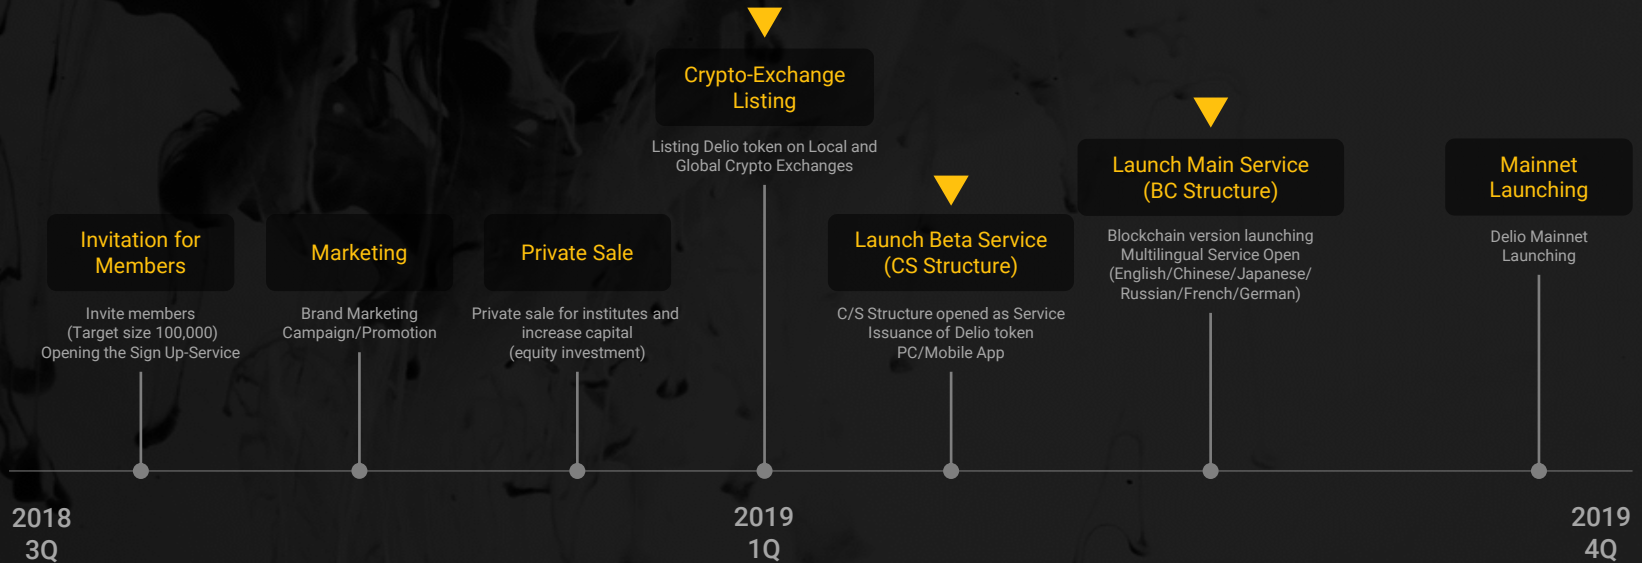 Crypto-Exchange
Listing
Listing Delio token on Local and
Global Crypto Exchanges
Launch Main Service
(BC Structure)
Blockchain version launching
Multilingual Service Open
(English/Chinese/Japanese/
Russian/French/German)
Mainnet
Launching
Delio Mainnet
Launching
Invitation for
Members
Invite members
(Target size 100,000)
Opening the Sign Up-Service
Marketing
Brand Marketing
Campaign/Promotion
Private Sale
Private sale for institutes and
increase capital
(equity investment)
Launch Beta Service
(CS Structure)
C/S Structure opened as Service
Issuance of Delio token
PC/Mobile App
2018
3Q
2019
1Q
2019
4Q